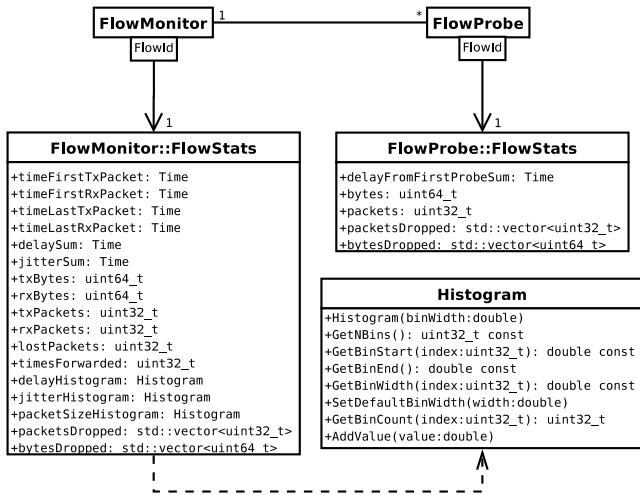 FlowMonitor
1
*
FlowProbe
FlowId
FlowId
1
1
FlowMonitor::FlowStats
+timeFirstTxPacket: Time
+timeFirstRxPacket: Time
+timeLastTxPacket: Time
+timeLastRxPacket: Time
+delaySum: Time
+jitterSum: Time
+txBytes: uint64_t
+rxBytes: uint64_t
+txPackets: uint32_t
+rxPackets: uint32_t
+lostPackets: uint32_t
+timesForwarded: uint32_t
+delayHistogram: Histogram
+jitterHistogram: Histogram
+packetSizeHistogram: Histogram
+packetsDropped: std::vector<uint32_t>
+bytesDropped: std::vector<uint64_t>
FlowProbe::FlowStats
+delayFromFirstProbeSum: Time
+bytes: uint64_t
+packets: uint32_t
+packetsDropped: std::vector<uint32_t>
+bytesDropped: std::vector<uint64_t>
Histogram
+Histogram(binWidth:double)
+GetNBins(): uint32_t const
+GetBinStart(index:uint32_t): double const
+GetBinEnd(): double const
+GetBinWidth(index:uint32_t): double const
+SetDefaultBinWidth(width:double)
+GetBinCount(index:uint32_t): uint32_t
+AddValue(value:double)